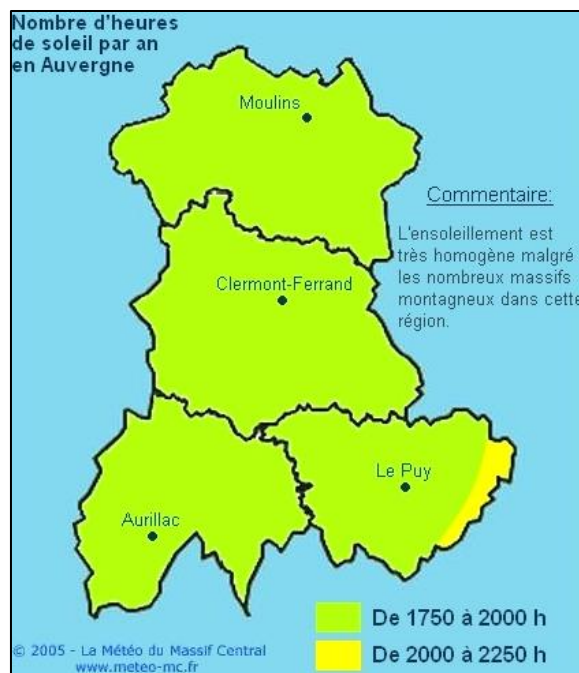 Nombre d'heures
de soleil par an
en Auvergne
Moulins
Commentaire:
L'ensoleillement est
très homogène malgré
les nombreux massifs
montagneux dans cette
région.
Clermont-Ferrand
Le Puy
Aurillac
De 1750 à 2000 h
De 2000 à 2250 h
© 2005 - La Météo du Massif Central
www.meteo-mc.fr